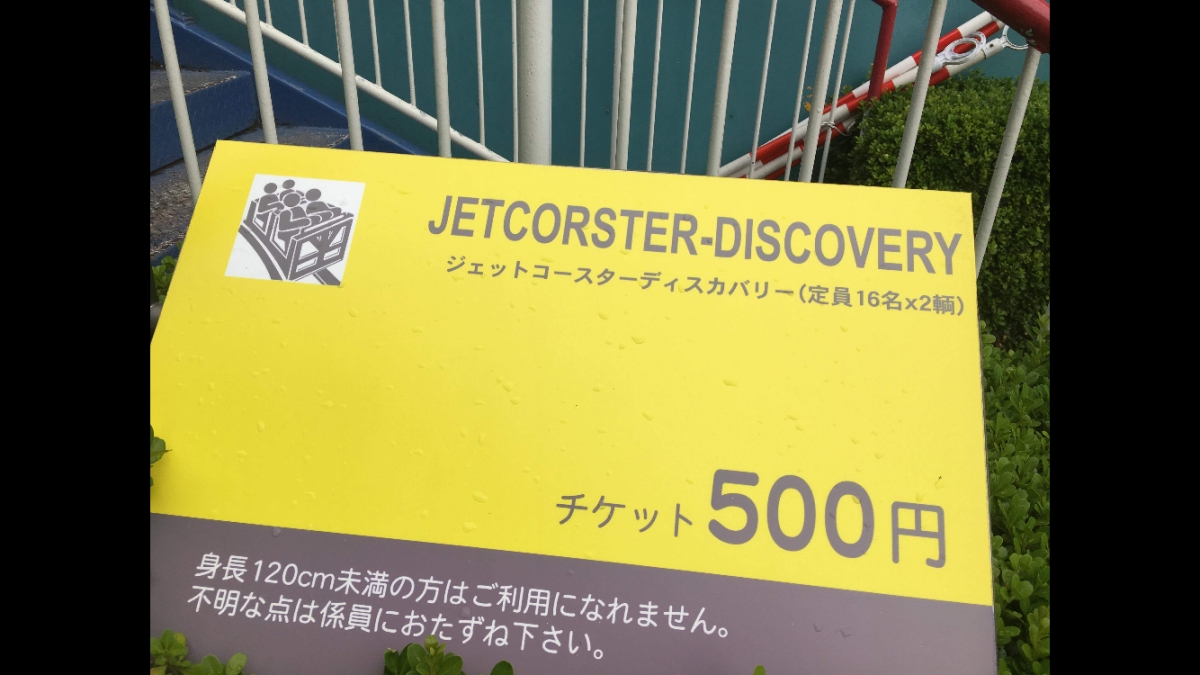 JETCORSTER-DISCOVERY
ジェットコースターディスカバリー（定員16名x2輌）
チケット 500円
身長120cm未満の方はご利用になれません。
不明な点は係員におたずね下さい。